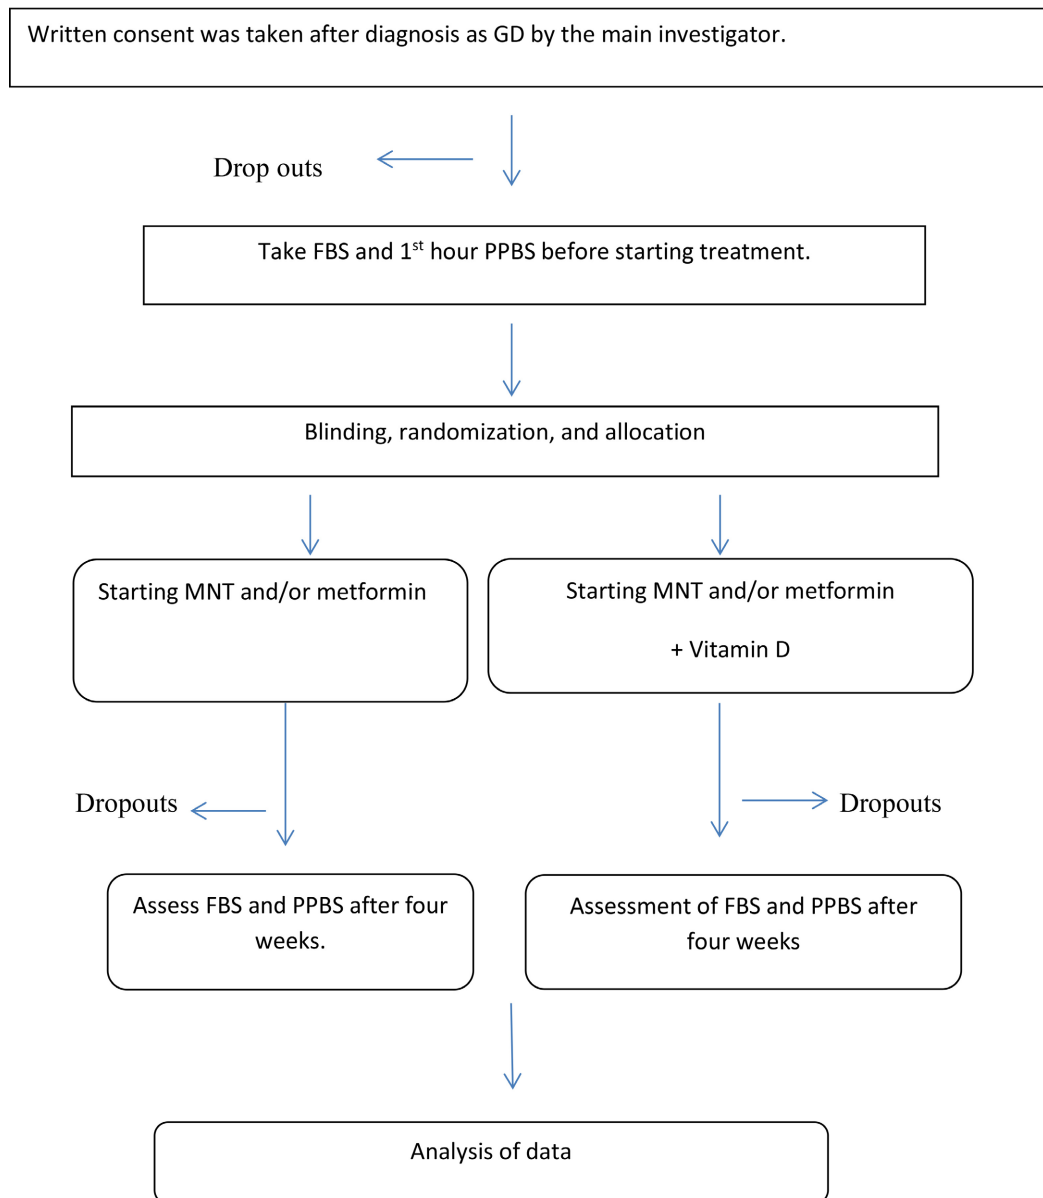 Written consent was taken after diagnosis as GD by the main investigator.
Drop outs
Take FBS and 1st hour PPBS before starting treatment.
Blinding, randomization, and allocation
Starting MNT and/or metformin
Starting MNT and/or metformin
+ Vitamin D
Dropouts
Dropouts
Assess FBS and PPBS after four
weeks.
Assessment of FBS and PPBS after
four weeks
Analysis of data